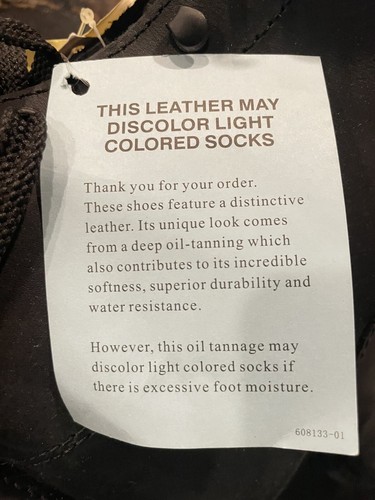 THIS LEATHER MAY
DISCOLOR LIGHT
COLORED SOCKS
Thank you for your order.
These shoes feature a distinctive
leather. Its unique look comes
from a deep oil-tanning which
also contributes to its incredible
softness, superior durability and
water resistance.
However, this oil tannage may
discolor light colored socks if
there is excessive foot moisture.
608133-01